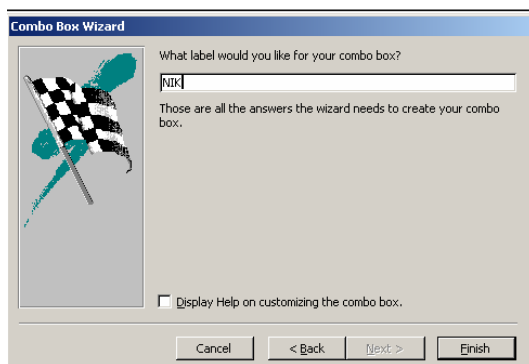 Combo Box Wizard
What label would you like for your combo box?
NIK
Those are all the answers the wizard needs to create your combo
box.
Display Help on customizing the combo box.
Cancel
< Back
Next >
Finish